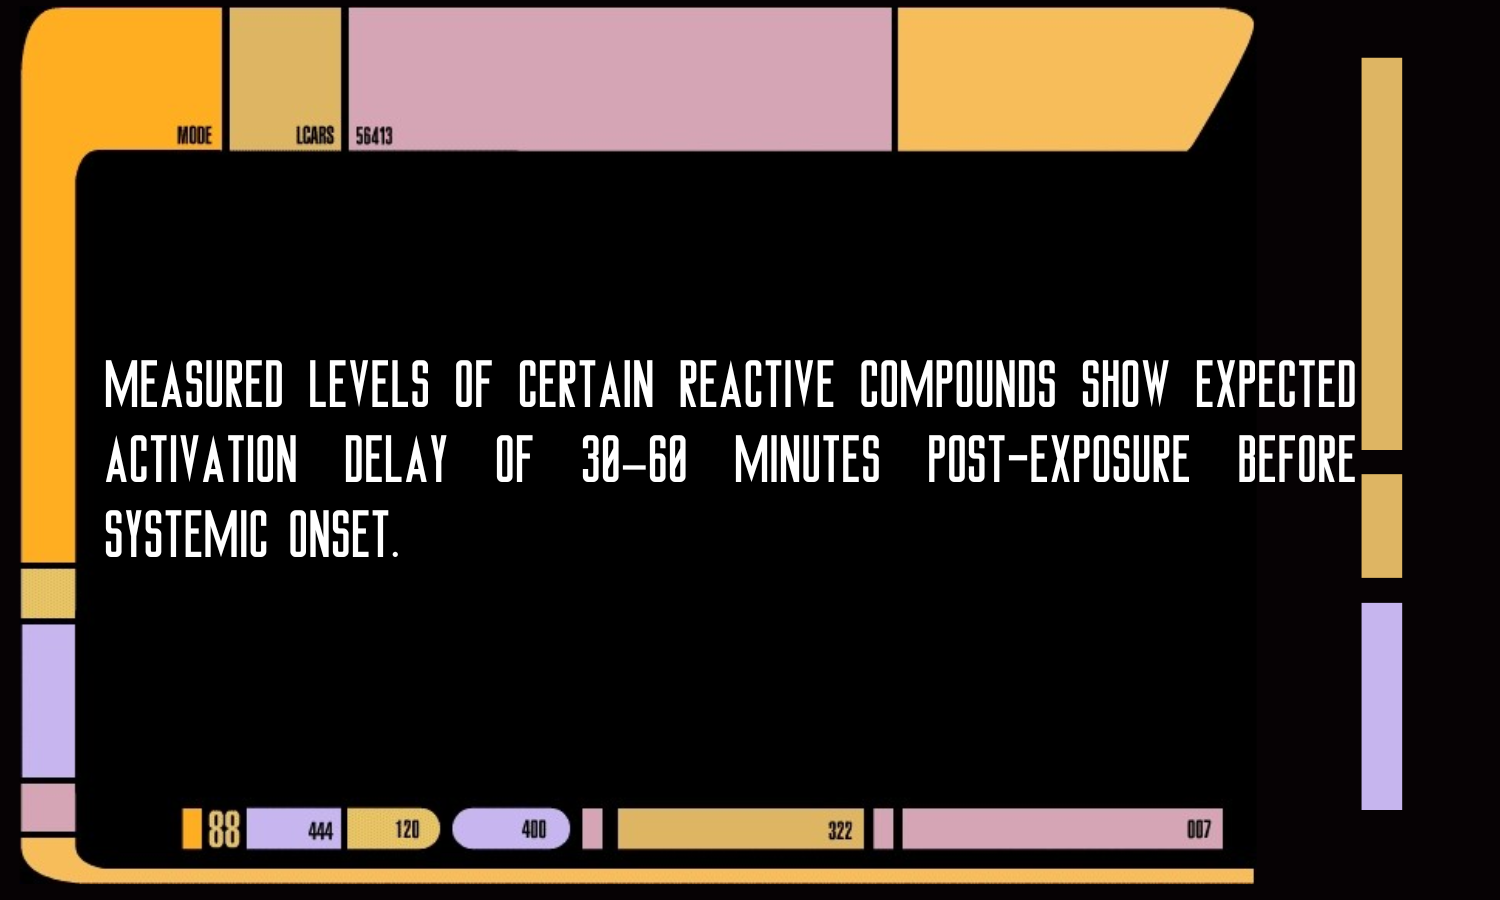 MODE LCARS 56413
MEASURED LEVELS OF CERTAIN REACTIVE COMPOUNDS SHOW EXPECTED
ACTIVATION DELAY OF 30–60 MINUTES POST-EXPOSURE BEFORE
SYSTEMIC ONSET.
88 444 120 400 322 007